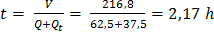 t = V / (Q+Q_t) = 216,8 / (62,5+37,5) = 2,17 h